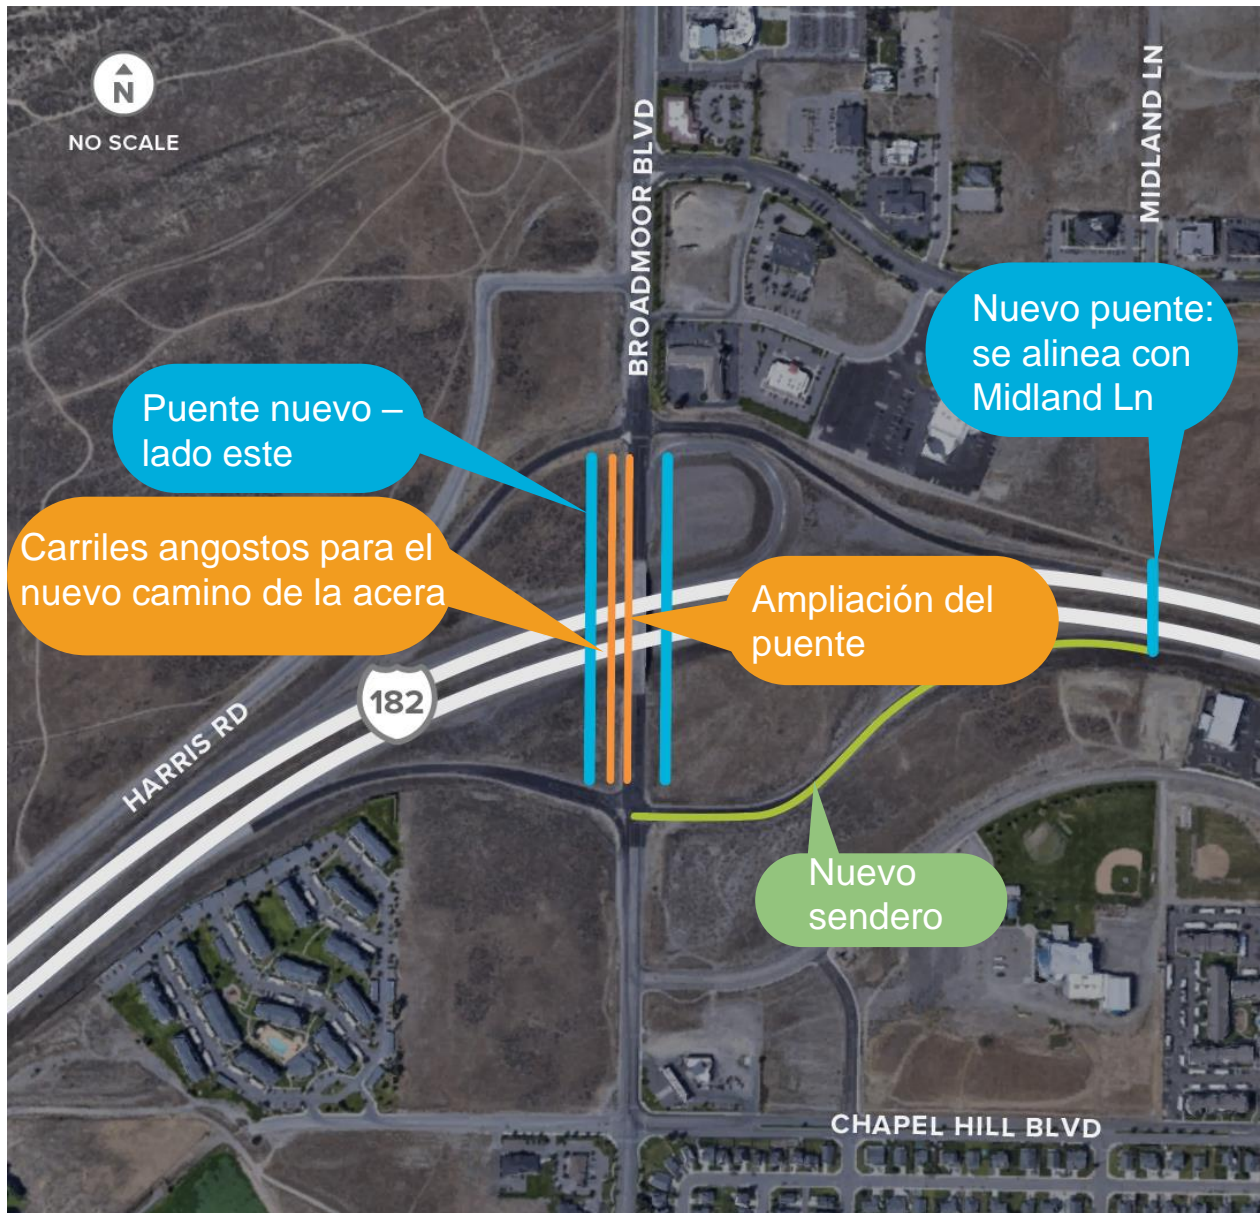 N
NO SCALE
BROADMOOR BLVD
MIDLAND LN
Nuevo puente:
se alinea con
Midland Ln
Puente nuevo –
lado este
Carriles angostos para el
nuevo camino de la acera
Ampliación del
puente
182
HARRIS RD
Nuevo
sendero
CHAPEL HILL BLVD